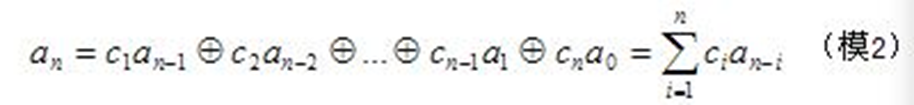 aₙ = c₁aₙ₋₁ ⊕ c₂aₙ₋₂ ⊕ ... ⊕ cₙ₋₁a₁ ⊕ cₙa₀ = ∑ᵢ₌₁ⁿ cᵢaₙ₋ᵢ （模2）